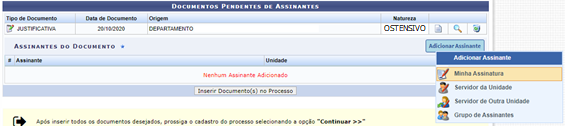 DOCUMENTOS PENDENTES DE ASSINANTES
Tipo de Documento Data de Documento Origem Natureza
JUSTIFICATIVA 20/10/2020 DEPARTAMENTO OSTENSIVO
ASSINANTES DO DOCUMENTO Adicionar Assinante
# Assinante Unidade
Nenhum Assinante Adicionado
Inserir Documento(s) no Processo
Adicionar Assinante
Minha Assinatura
Servidor da Unidade
Servidor de Outra Unidade
Grupo de Assinantes
Após inserir todos os documentos desejados, prossiga o cadastro do processo selecionando a opção "Continuar >>"